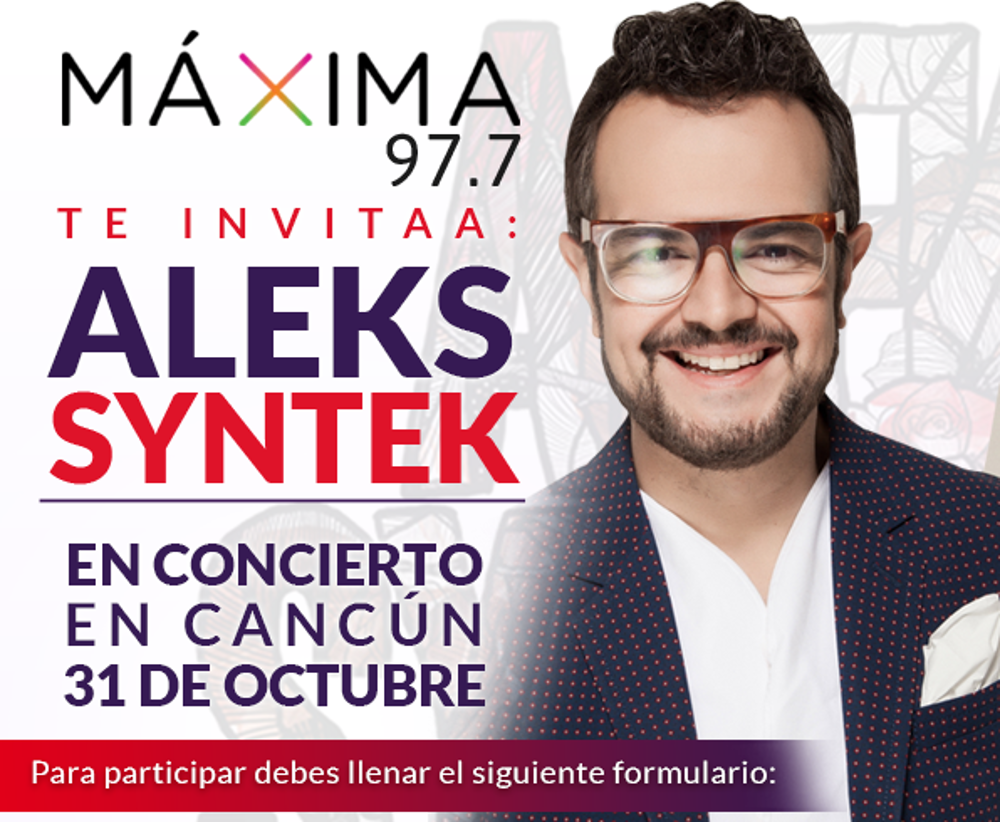 MÁXIMA
97.7
TE INVITAA:
ALEKS
SYNTEK
EN CONCIERTO
EN CANCÚN
31 DE OCTUBRE
Para participar debes llenar el siguiente formulario: